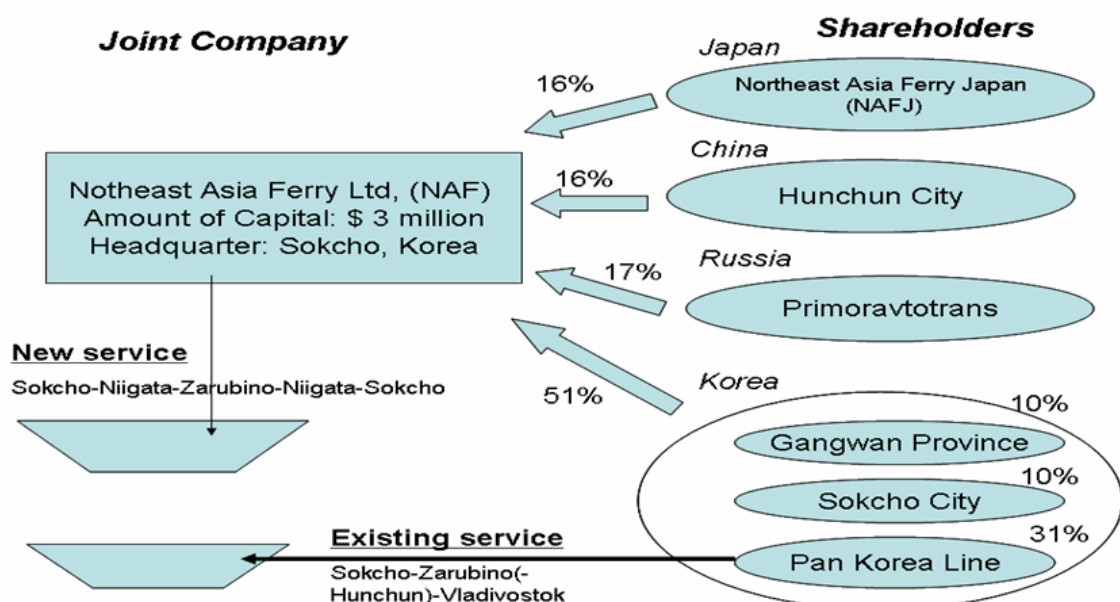 Joint Company
Shareholders
Japan
16%
Northeast Asia Ferry Japan
(NAFJ)
China
16%
Hunchun City
Notheast Asia Ferry Ltd, (NAF)
Amount of Capital: $ 3 million
Headquarter: Sokcho, Korea
Russia
17%
Primoravtotrans
New service
Sokcho-Niigata-Zarubino-Niigata-Sokcho
Korea
51%
10%
Gangwan Province
10%
Sokcho City
31%
Pan Korea Line
Existing service
Sokcho-Zarubino(-
Hunchun)-Vladivostok